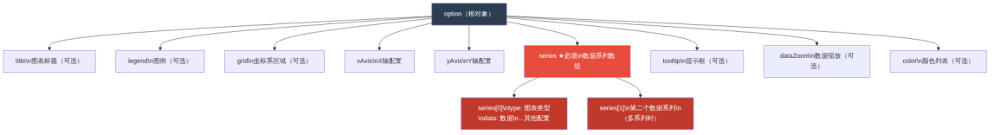 option（根对象）
title\n图表标题（可选）
legend\n图例（可选）
grid\n坐标系区域（可选）
xAxis\nX轴配置
yAxis\nY轴配置
series ★必填\n数据系列数
组
tooltip\n提示框（可选）
dataZoom\n数据缩放（可
选）
color\n颜色列表（可选）
series[0]\ntype: 图表类型
\ndata: 数据\n...其他配置
series[1]\n第二个数据系列\n
（多系列时）